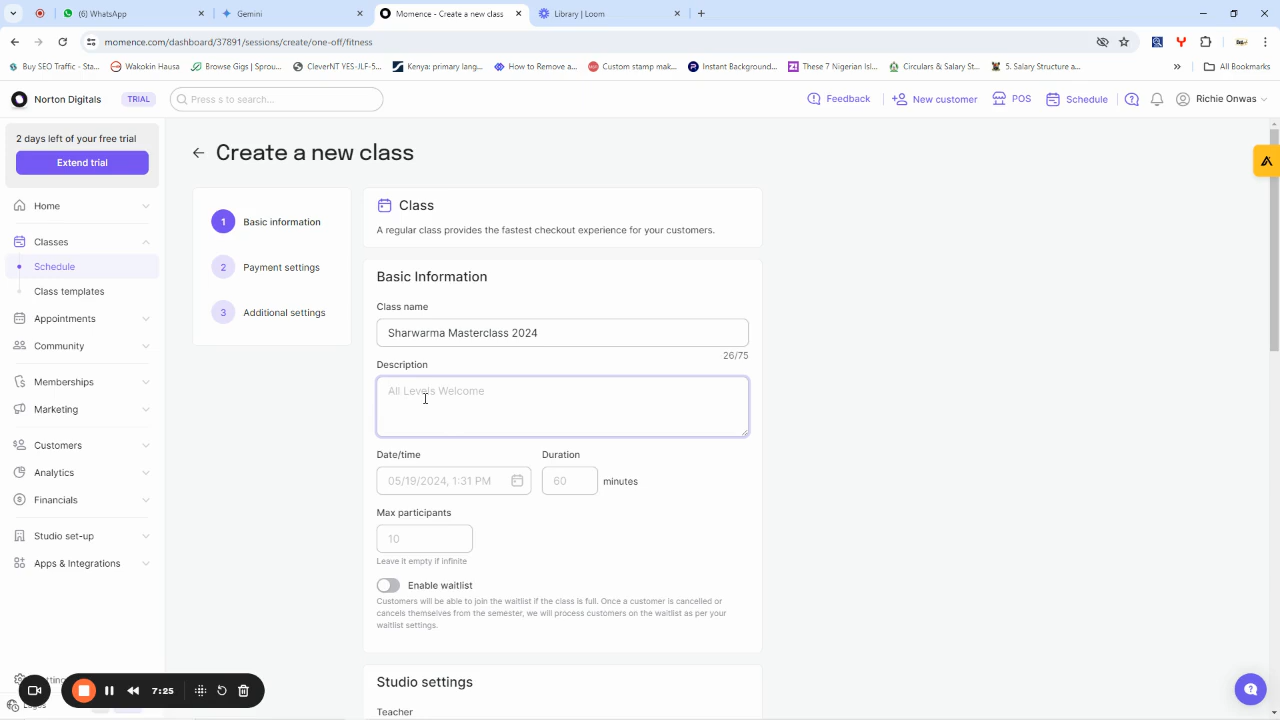 (1) WhatsApp
Gemini
Momence - Create a new class
Library | Loom
momence.com/dashboard/37891/sessions/create/one-off/fitness
Buy SEO Traffic - Sta...
Wakokin Hausa
Browse Gigs | Sprou...
CleverNT YES-JLF-5...
Kenya: primary lang...
How to Remove a...
Custom stamp mak...
Instant Background...
These 7 Nigerian Isl...
Circulars & Salary St...
5. Salary Structure a...
»
All Bookmarks
Norton Digitals
TRIAL
Press s to search...
Feedback
New customer
POS
Schedule
Richie Onwas
2 days left of your free trial
Extend trial
Home
Classes
Schedule
Class templates
Appointments
Community
Memberships
Marketing
Customers
Analytics
Financials
Studio set-up
Apps & Integrations
7:25
Create a new class
1 Basic information
2 Payment settings
3 Additional settings
Class
A regular class provides the fastest checkout experience for your customers.
Basic Information
Class name
Sharwarma Masterclass 2024
26/75
Description
All Levels Welcome
Date/time
Duration
05/19/2024, 1:31 PM
60
minutes
Max participants
10
Leave it empty if infinite
Enable waitlist
Customers will be able to join the waitlist if the class is full. Once a customer is cancelled or
cancels themselves from the semester, we will process customers on the waitlist as per your
waitlist settings.
Studio settings
Teacher